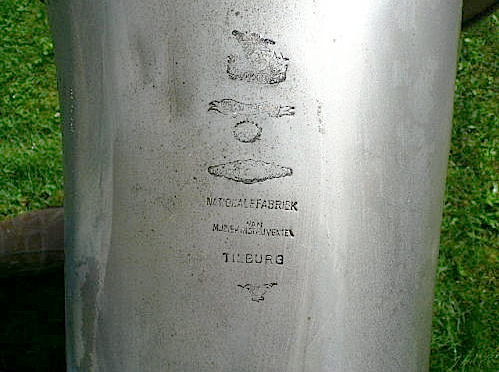 NATIONALE FABRIEK
VAN
MUZIEKINSTRUMENTEN
TILBURG